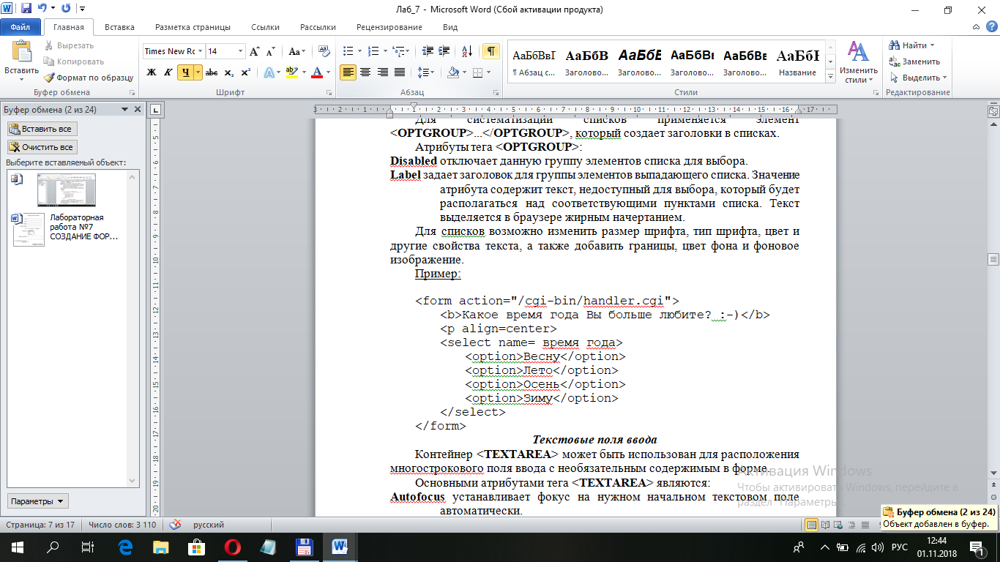 Лаб_7 - Microsoft Word (Сбой активации продукта)
Файл Главная Вставка Разметка страницы Ссылки Рассылки Рецензирование Вид
Вставить
Вырезать
Копировать
Формат по образцу
Буфер обмена
Times New Ro 14
Ж К Ч abc x₂ x²
Шрифт
Абзац
АаБбВвІ АаБбВ АаБбЕ АаБбВв АаБбВв АаБбІ
¶ Абзац с... Заголово... Заголово... Заголово... Заголово... Название
Стили
Изменить стили
Найти
Заменить
Выделить
Редактирование
Буфер обмена (2 из 24)
Вставить все
Очистить все
Выберите вставляемый объект:
Лабораторная
работа №7
СОЗДАНИЕ ФОР...
Параметры
Для систематизации списков применяется элемент
<OPTGROUP>...</OPTGROUP>, который создает заголовки в списках.
Атрибуты тега <OPTGROUP>:
Disabled отключает данную группу элементов списка для выбора.
Label задает заголовок для группы элементов выпадающего списка. Значение
атрибута содержит текст, недоступный для выбора, который будет
располагаться над соответствующими пунктами списка. Текст
выделяется в браузере жирным начертанием.
Для списков возможно изменить размер шрифта, тип шрифта, цвет и
другие свойства текста, а также добавить границы, цвет фона и фоновое
изображение.
Пример:
<form action="/cgi-bin/handler.cgi">
<b>Какое время года Вы больше любите? :-)</b>
<p align=center>
<select name= время года>
<option>Весну</option>
<option>Лето</option>
<option>Осень</option>
<option>Зиму</option>
</select>
</form>
Текстовые поля ввода
Контейнер <TEXTAREA> может быть использован для расположения
многострокового поля ввода с необязательным содержимым в форме.
Основными атрибутами тега <TEXTAREA> являются:
Autofocus устанавливает фокус на нужном начальном текстовом поле
автоматически.
Активация Windows
Чтобы активировать Windows, перейдите в
раздел "Параметры".
Буфер обмена (2 из 24)
Объект добавлен в буфер.
Страница: 7 из 17 Число слов: 3 110 русский
РУС
12:44
01.11.2018
1